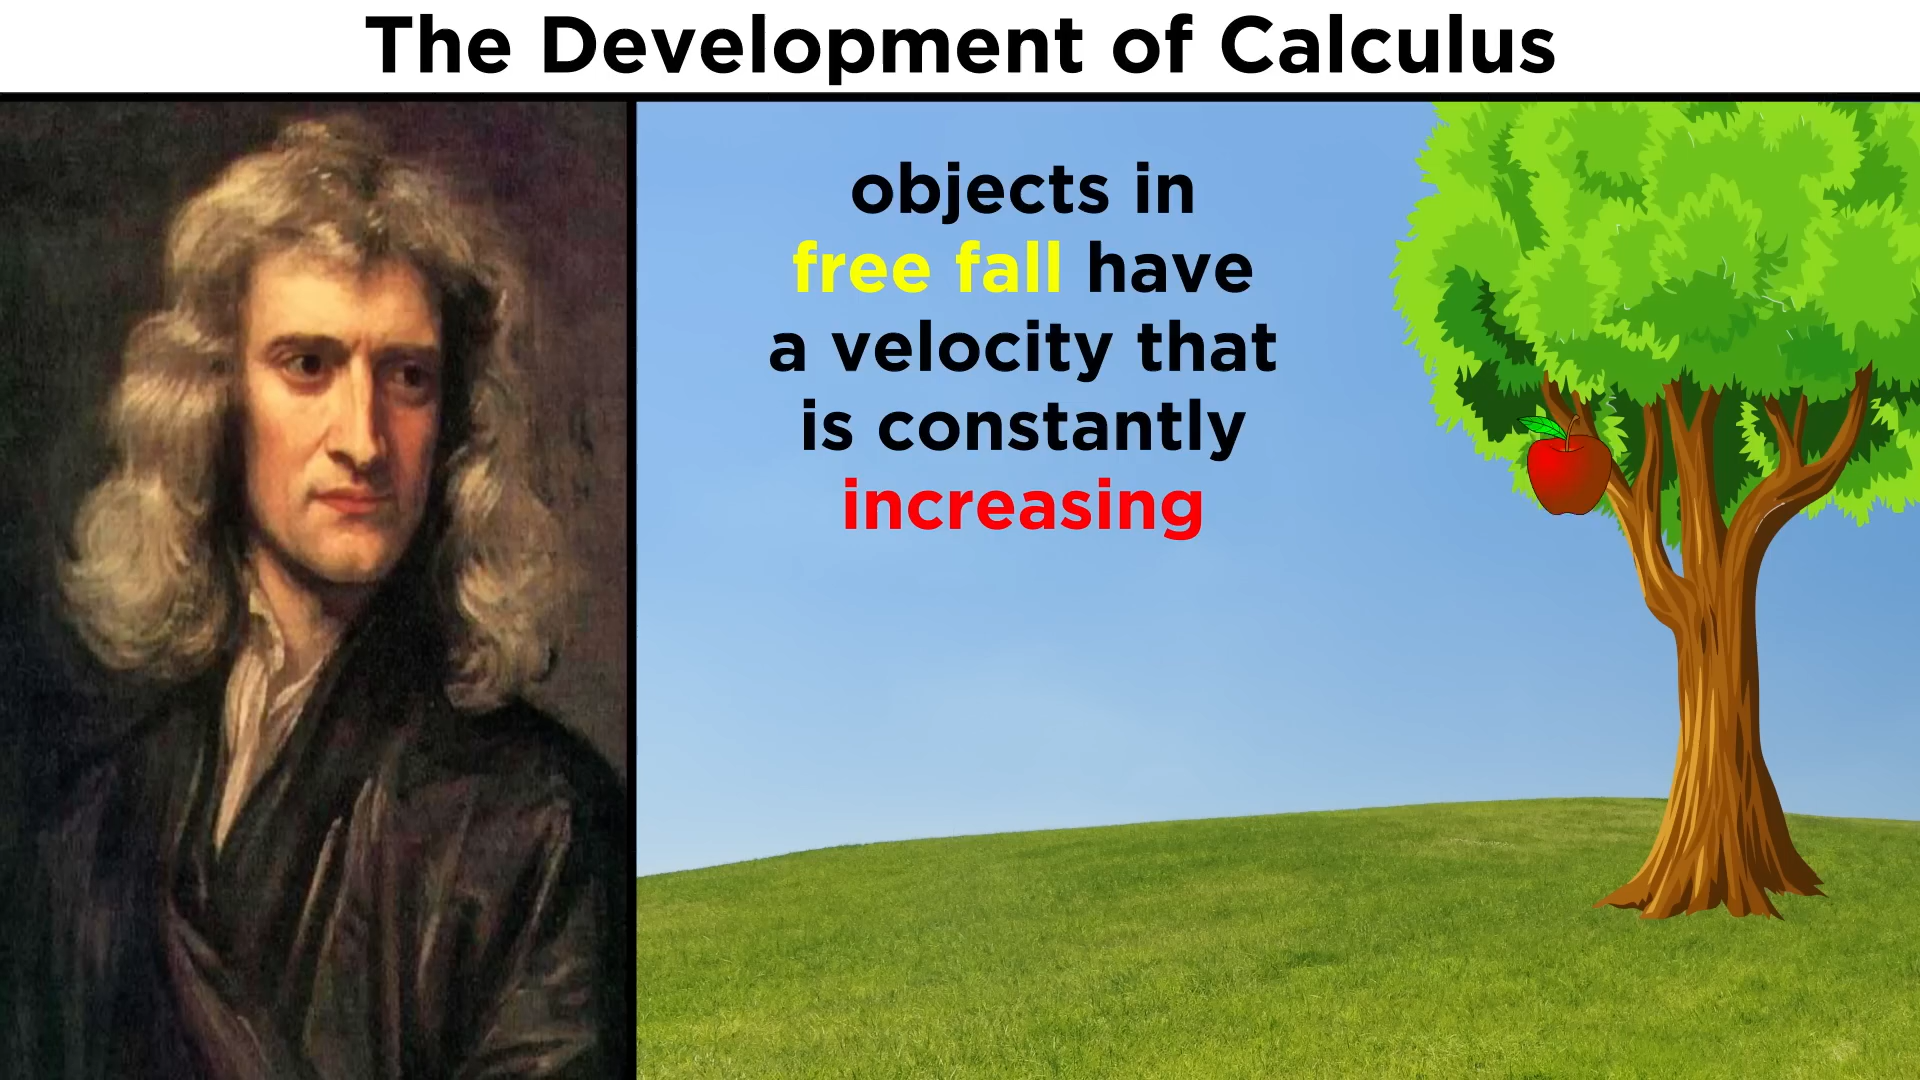 The Development of Calculus
objects in
free fall have
a velocity that
is constantly
increasing